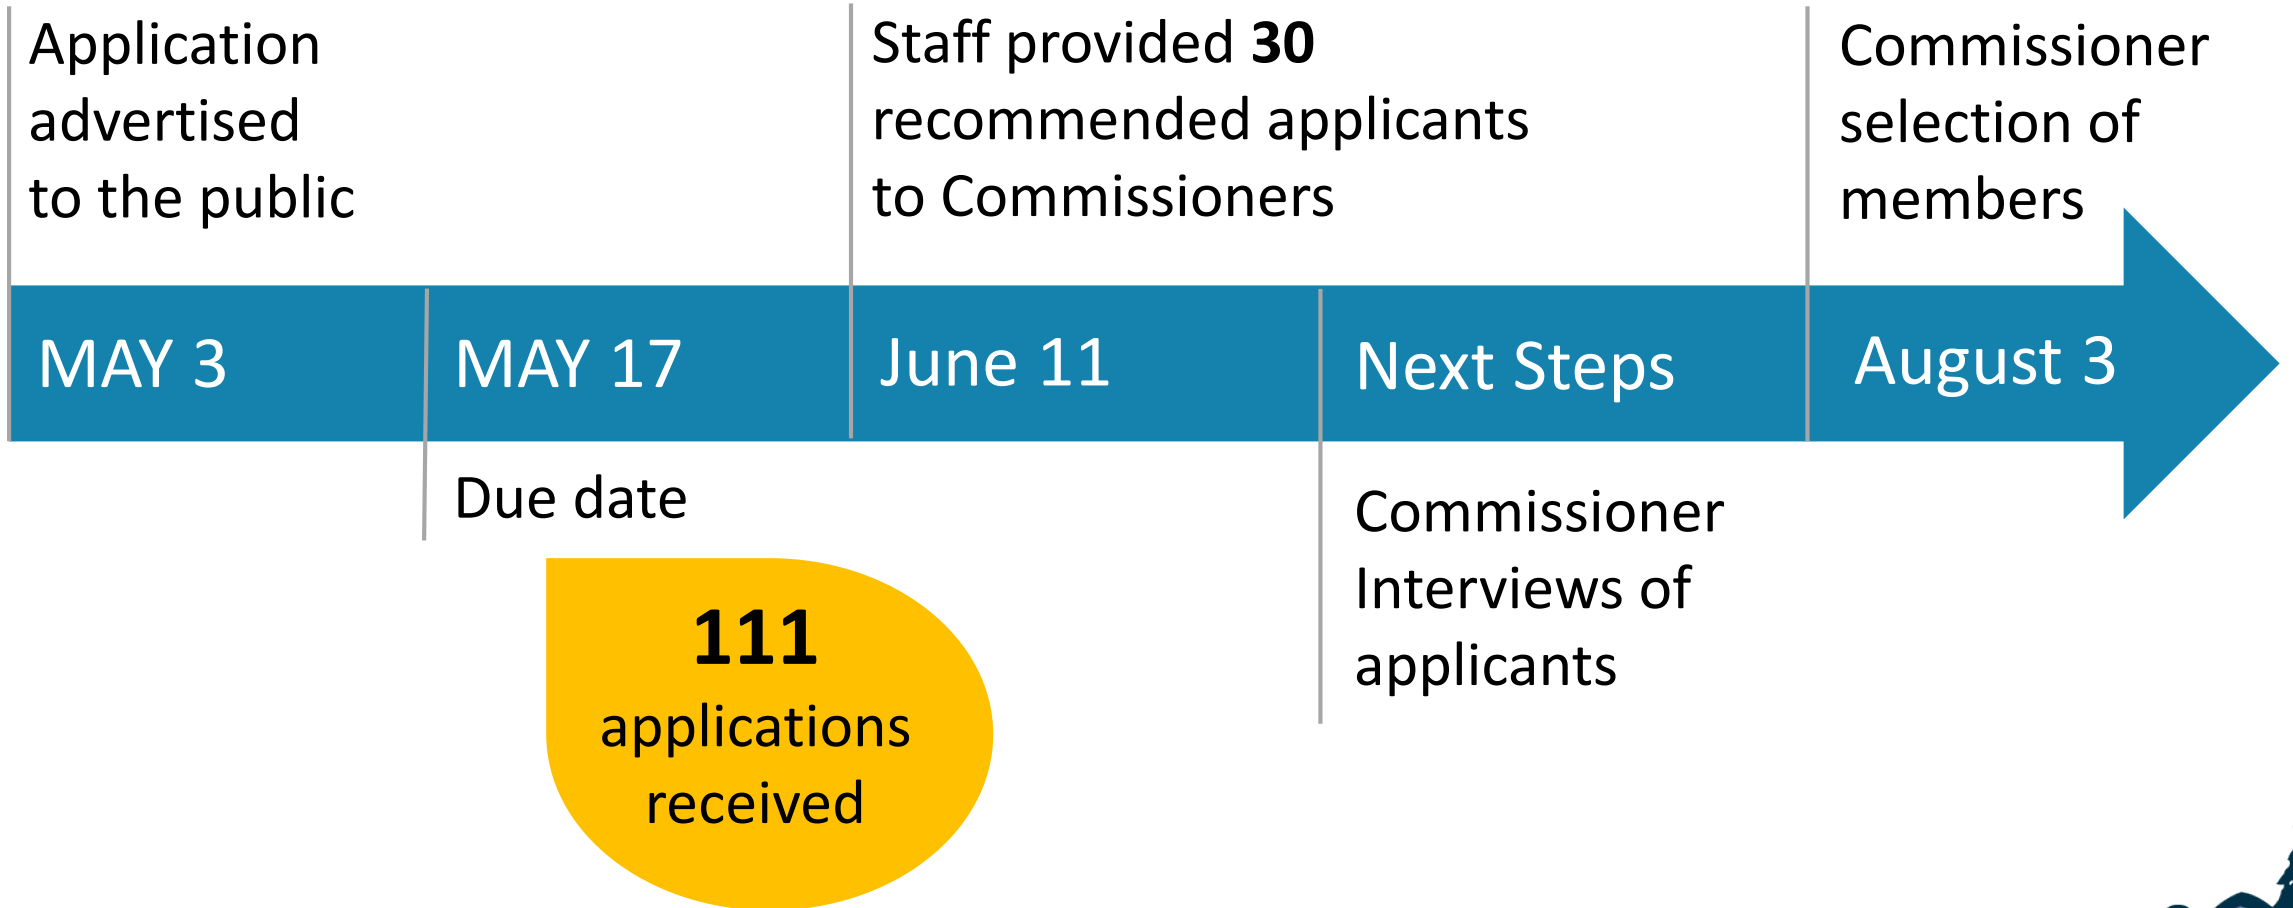 Application
advertised
to the public
Staff provided 30
recommended applicants
to Commissioners
Commissioner
selection of
members
MAY 3
MAY 17
June 11
Next Steps
August 3
Due date
111
applications
received
Commissioner
Interviews of
applicants